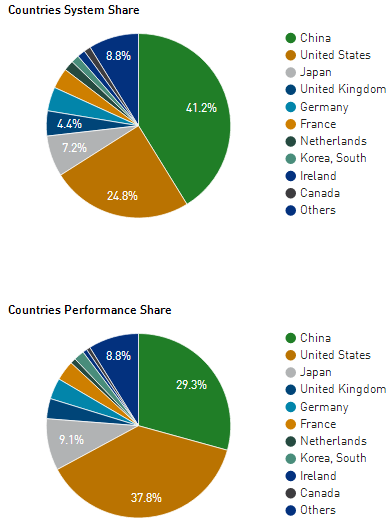 Countries System Share
8.8%
41.2%
4.4%
7.2%
24.8%
China
United States
Japan
United Kingdom
Germany
France
Netherlands
Korea, South
Ireland
Canada
Others
Countries Performance Share
8.8%
29.3%
9.1%
37.8%
China
United States
Japan
United Kingdom
Germany
France
Netherlands
Korea, South
Ireland
Canada
Others